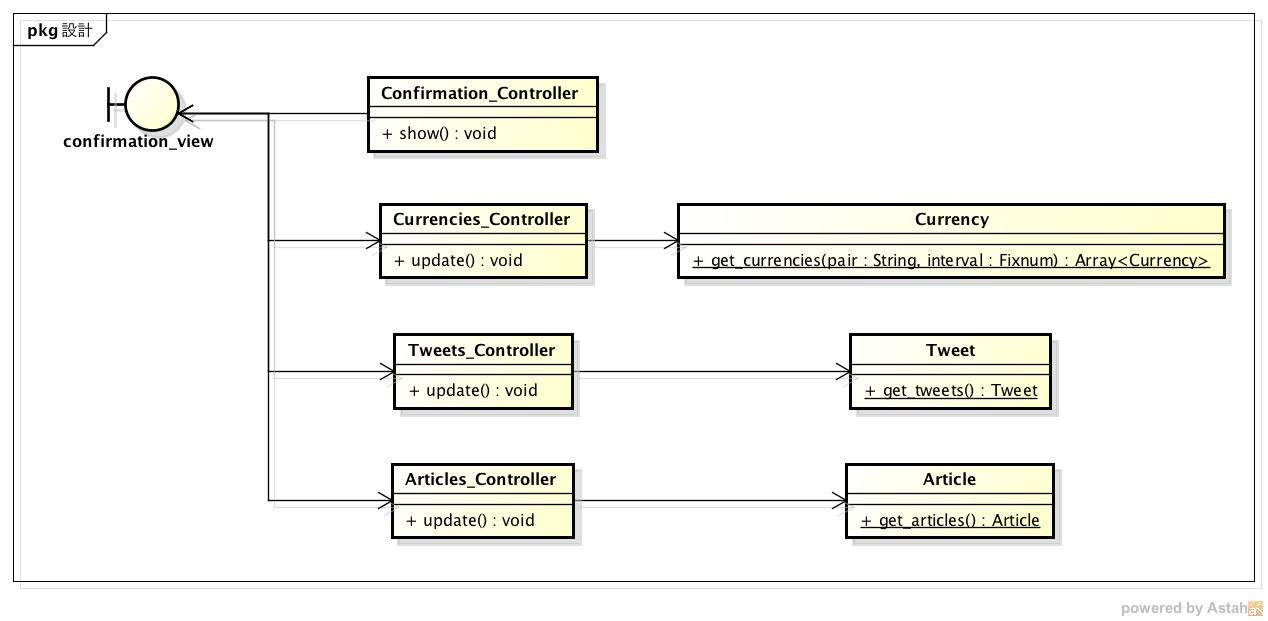 pkg 設計
confirmation_view
Confirmation_Controller
+ show() : void
Currencies_Controller
+ update() : void
Currency
+ get_currencies(pair : String, interval : Fixnum) : Array<Currency>
Tweets_Controller
+ update() : void
Tweet
+ get_tweets() : Tweet
Articles_Controller
+ update() : void
Article
+ get_articles() : Article
powered by Astah